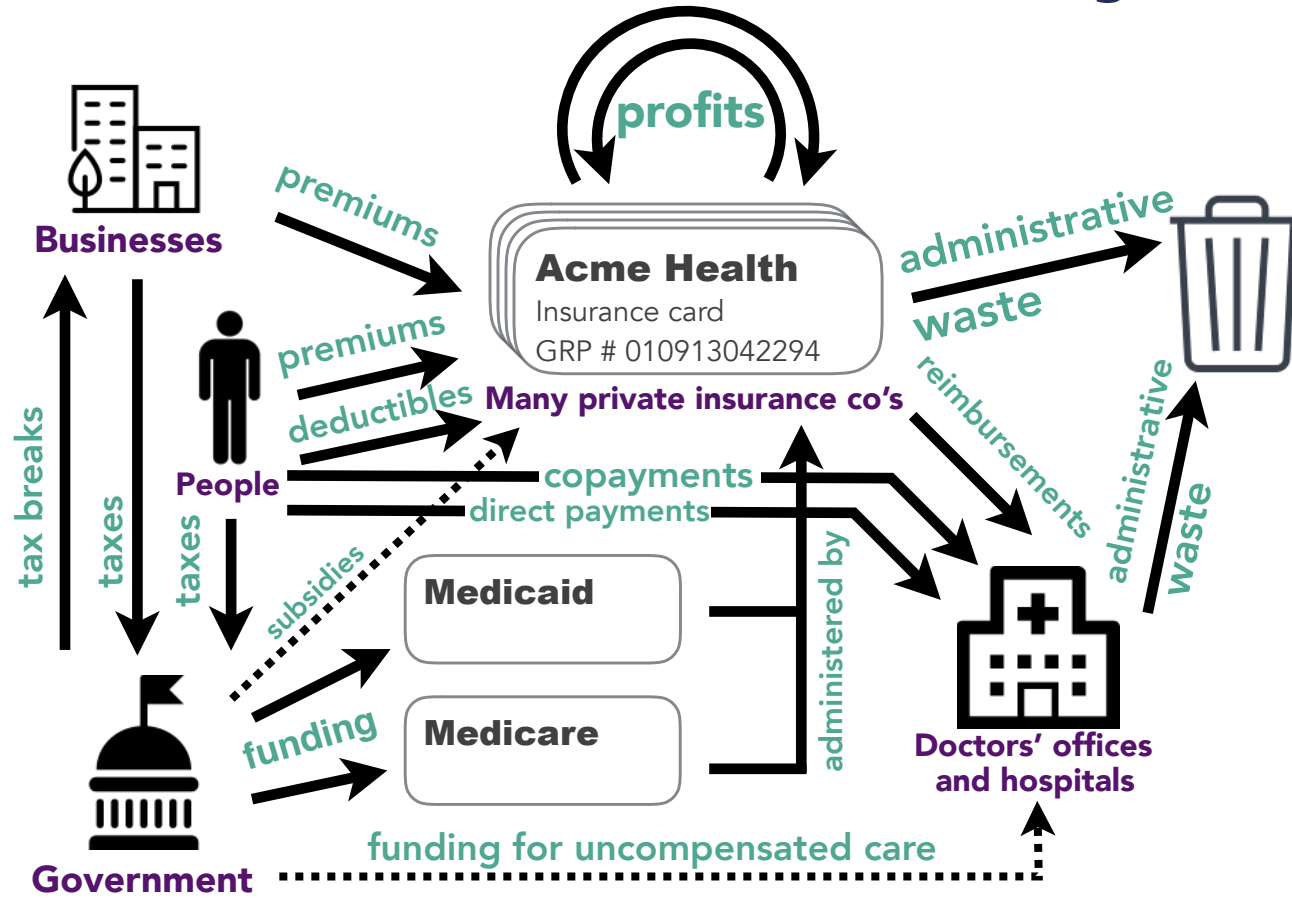 profits
premiums
Businesses
administrative
waste
Acme Health
Insurance card
GRP # 010913042294
premiums
deductibles
Many private insurance co's
reimbursements
administrative
waste
tax breaks
taxes
People
taxes
copayments
direct payments
subsidies
Medicaid
administered by
funding
Medicare
Doctors' offices
and hospitals
funding for uncompensated care
Government